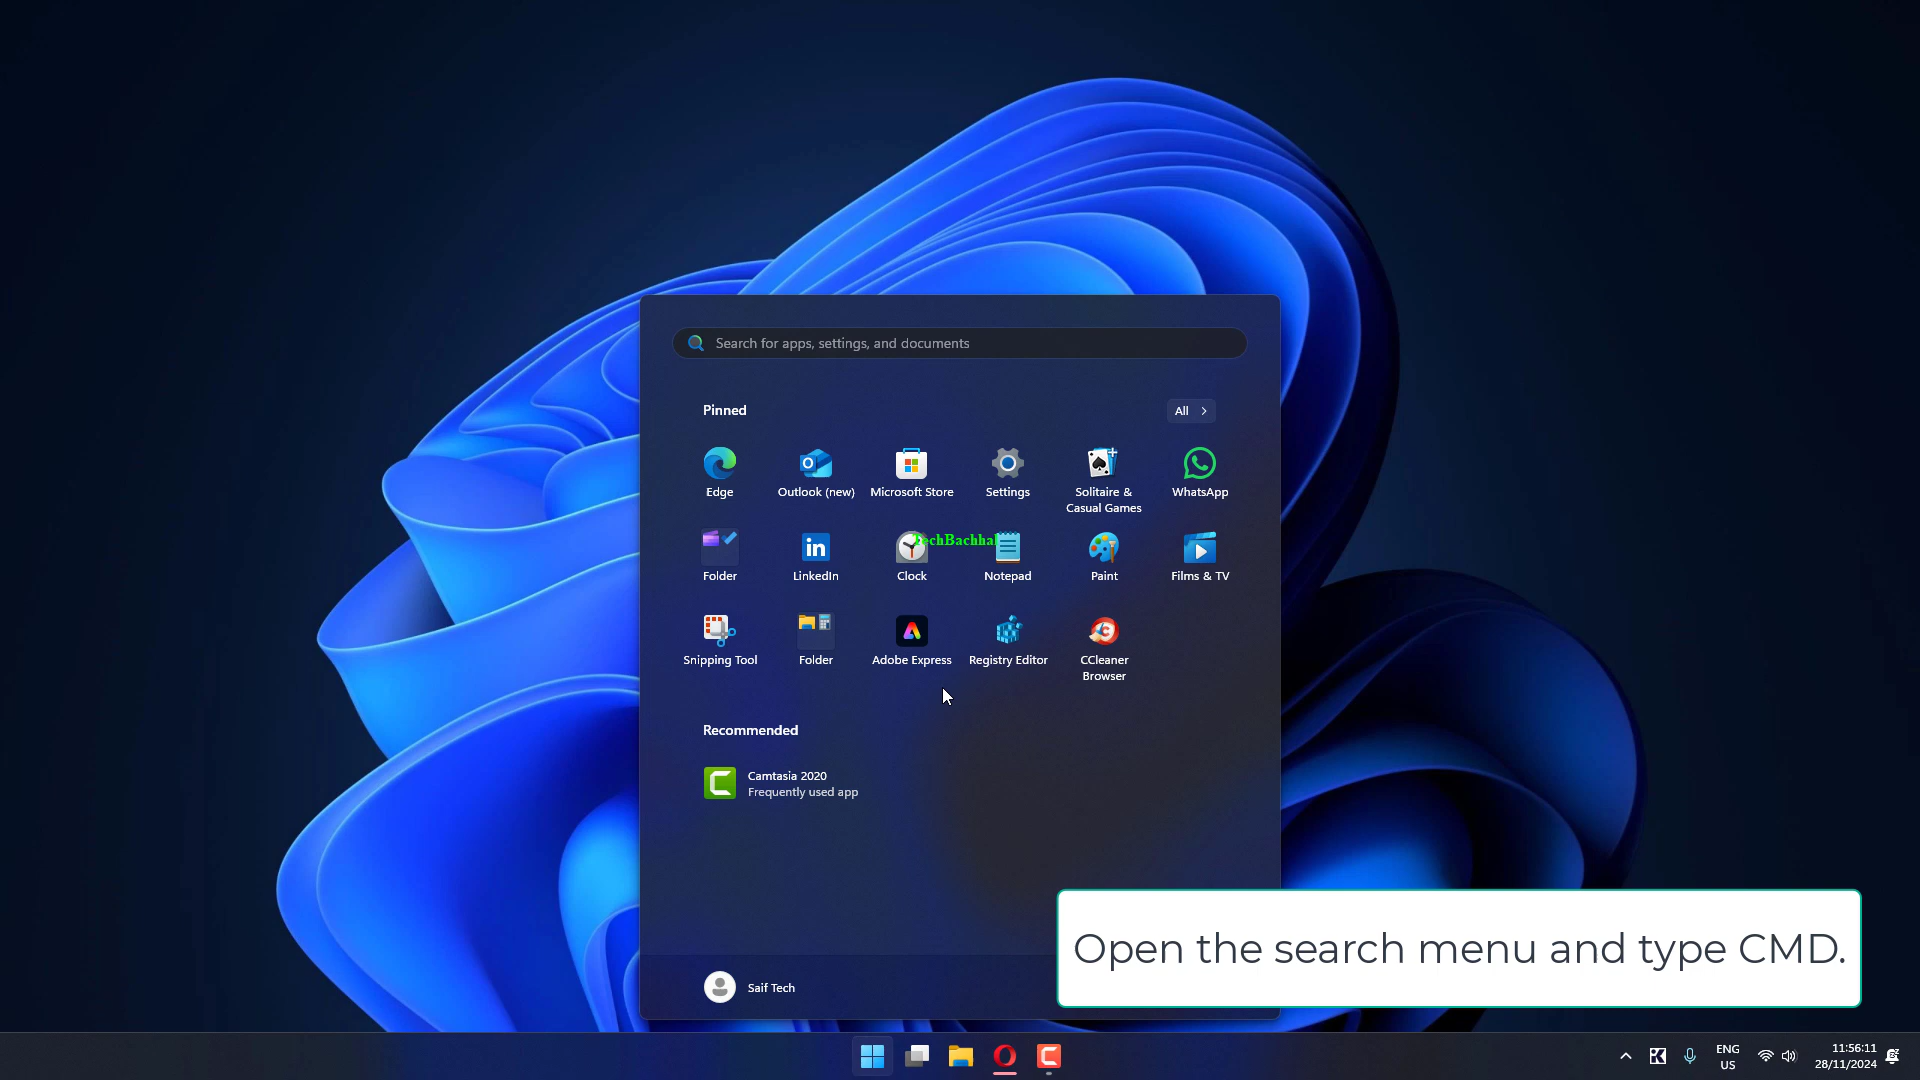 Search for apps, settings, and documents
Pinned
All
Edge
Outlook (new)
Microsoft Store
Settings
Solitaire &
Casual Games
WhatsApp
TechBachha
Folder
LinkedIn
Clock
Notepad
Paint
Films & TV
Snipping Tool
Folder
Adobe Express
Registry Editor
CCleaner
Browser
Recommended
Camtasia 2020
Frequently used app
Open the search menu and type CMD.
Saif Tech
ENG
US
11:56:11
28/11/2024